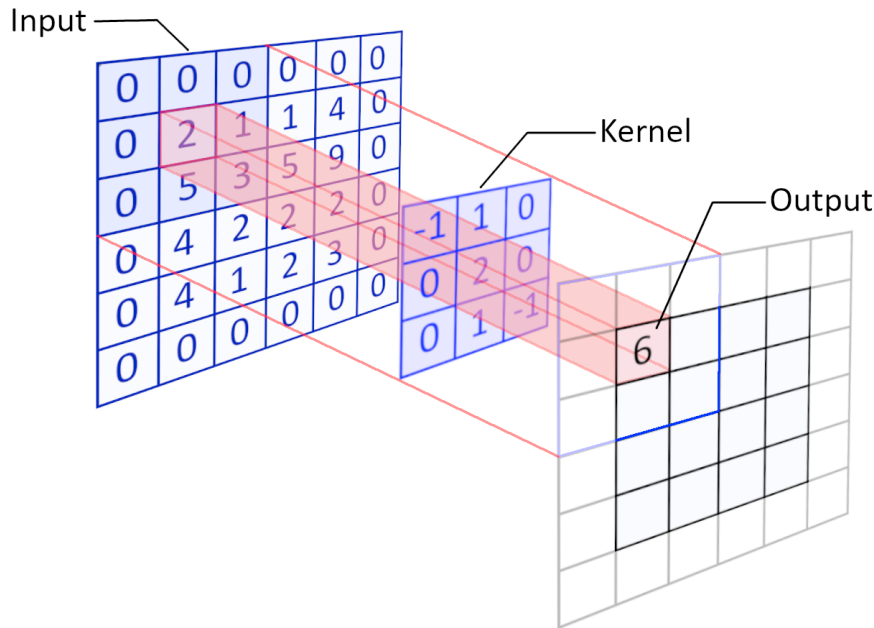 Input
0 0 0 0 0 0
0 2 1 1 4 0
0 5 3 5 9 0
0 4 2 2 2 0
0 4 1 2 3 0
0 0 0 0 0 0
Kernel
-1 1 0
0 2 0
0 1 -1
Output
6